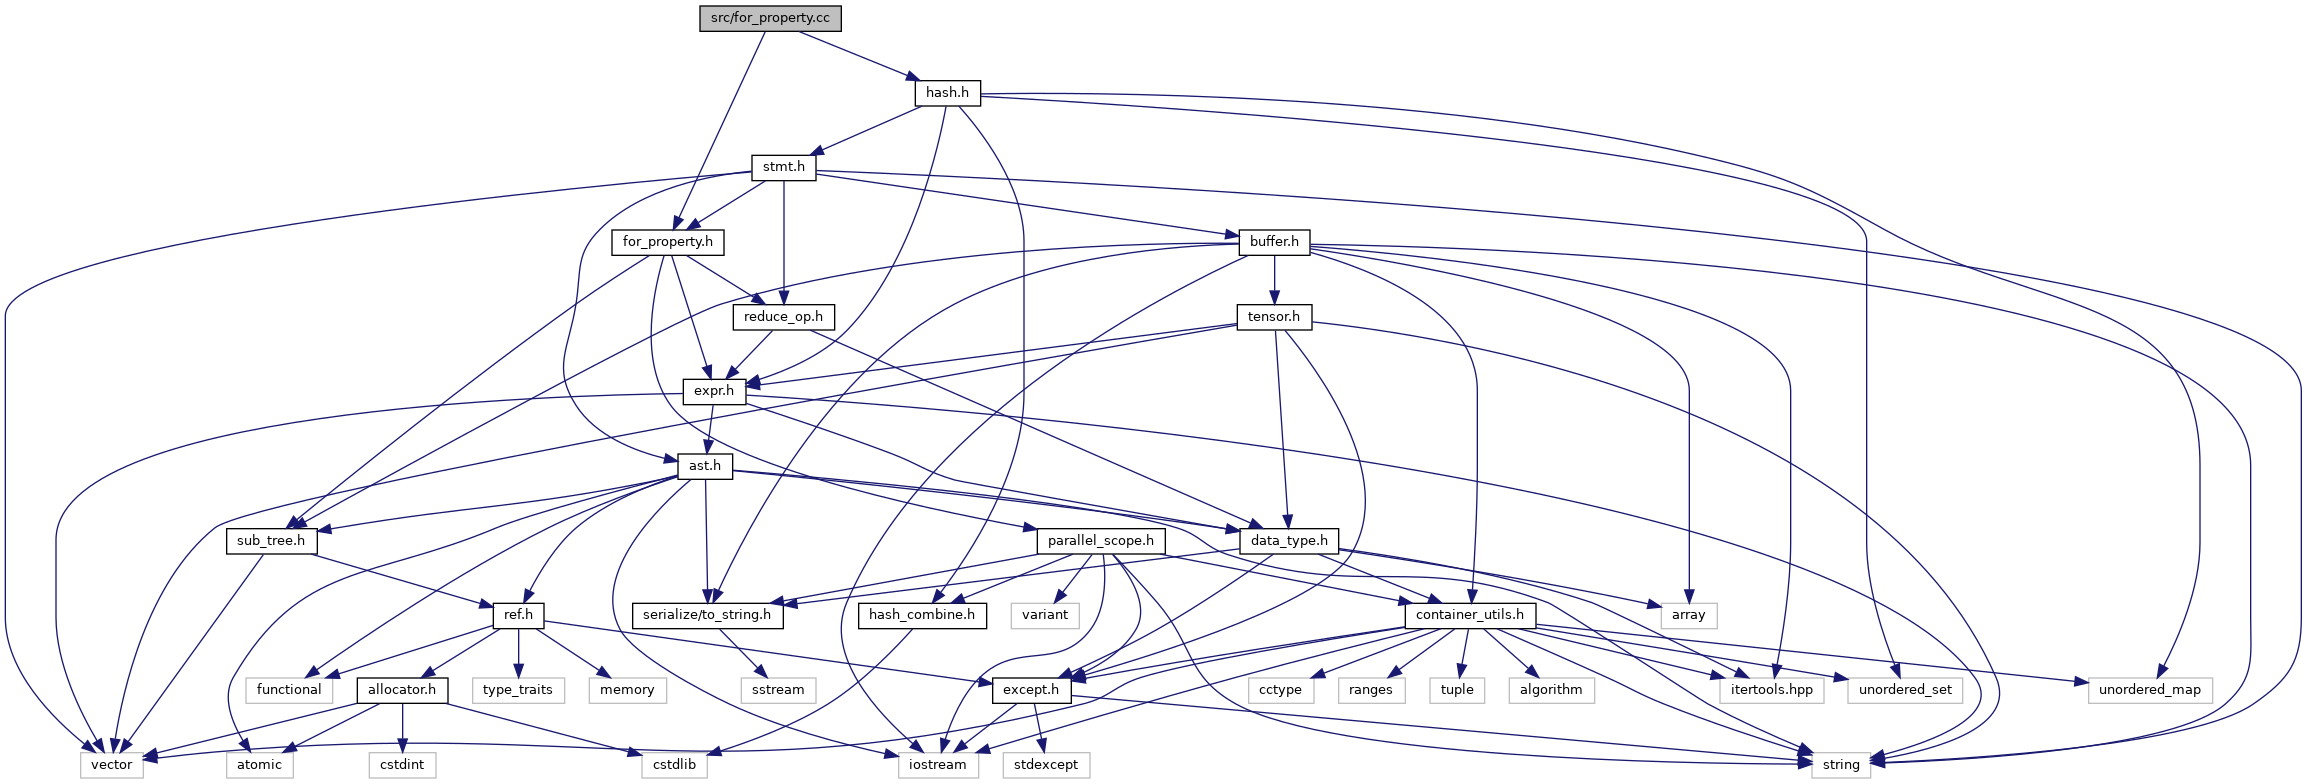 src/for_property.cc
hash.h
stmt.h
for_property.h
buffer.h
reduce_op.h
tensor.h
expr.h
ast.h
sub_tree.h
parallel_scope.h
data_type.h
ref.h
serialize/to_string.h
hash_combine.h
variant
container_utils.h
array
functional
allocator.h
type_traits
memory
sstream
except.h
cctype
ranges
tuple
algorithm
itertools.hpp
unordered_set
unordered_map
vector
atomic
cstdint
cstdlib
iostream
stdexcept
string